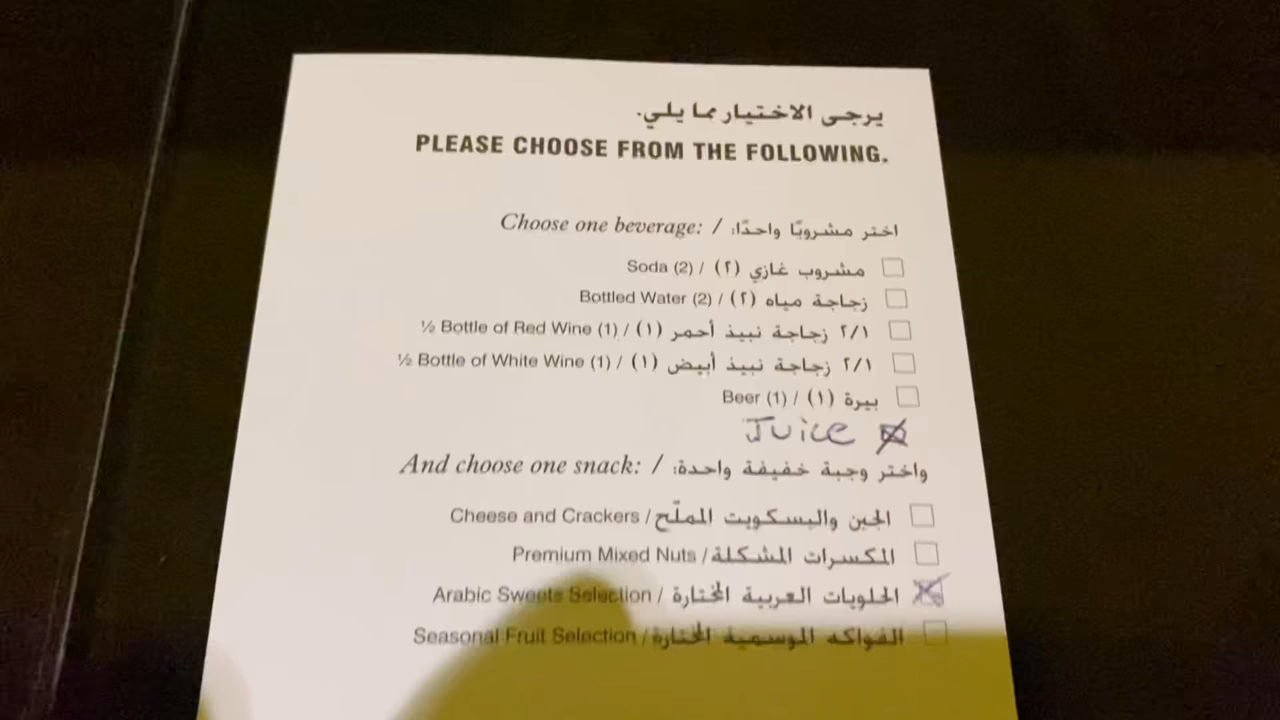 يرجى الاختيار مما يلي.
PLEASE CHOOSE FROM THE FOLLOWING.
Choose one beverage: / اختر مشروبًا واحدًا:
Soda (2) / مشروب غازي (٢)
Bottled Water (2) / زجاجة مياه (٢)
½ Bottle of Red Wine (1) / ٢/١ زجاجة نبيذ أحمر (١)
½ Bottle of White Wine (1) / ٢/١ زجاجة نبيذ أبيض (١)
Beer (1) / بيرة (١)
Juice
And choose one snack: / واختر وجبة خفيفة واحدة:
Cheese and Crackers / الجبن والبسكويت المملّح
Premium Mixed Nuts / المكسرات المشكلة
Arabic Sweets Selection / الحلويات العربية المختارة
Seasonal Fruit Selection / الفواكه الموسمية المختارة